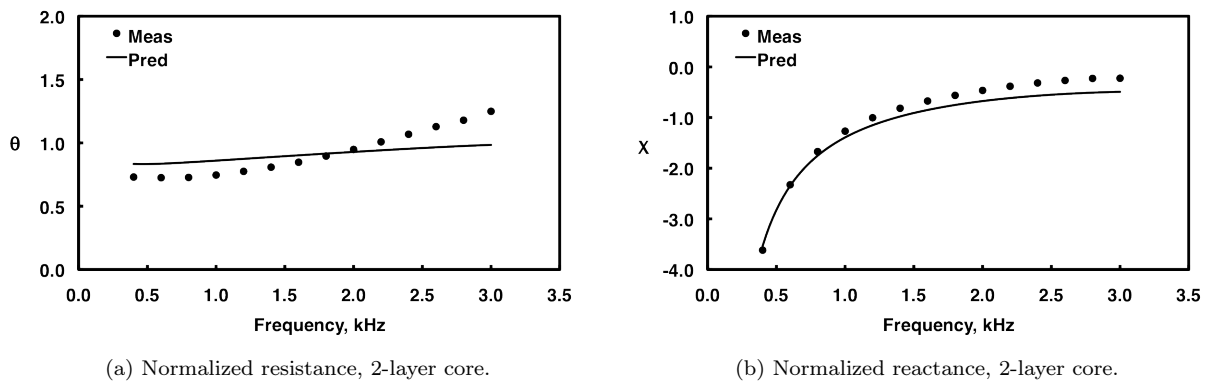 2.0
1.5
1.0
0.5
0.0
θ
Meas
Pred
0.0 0.5 1.0 1.5 2.0 2.5 3.0 3.5
Frequency, kHz
(a) Normalized resistance, 2-layer core.
1.0
0.0
-1.0
-2.0
-3.0
-4.0
χ
Meas
Pred
0.0 0.5 1.0 1.5 2.0 2.5 3.0 3.5
Frequency, kHz
(b) Normalized reactance, 2-layer core.